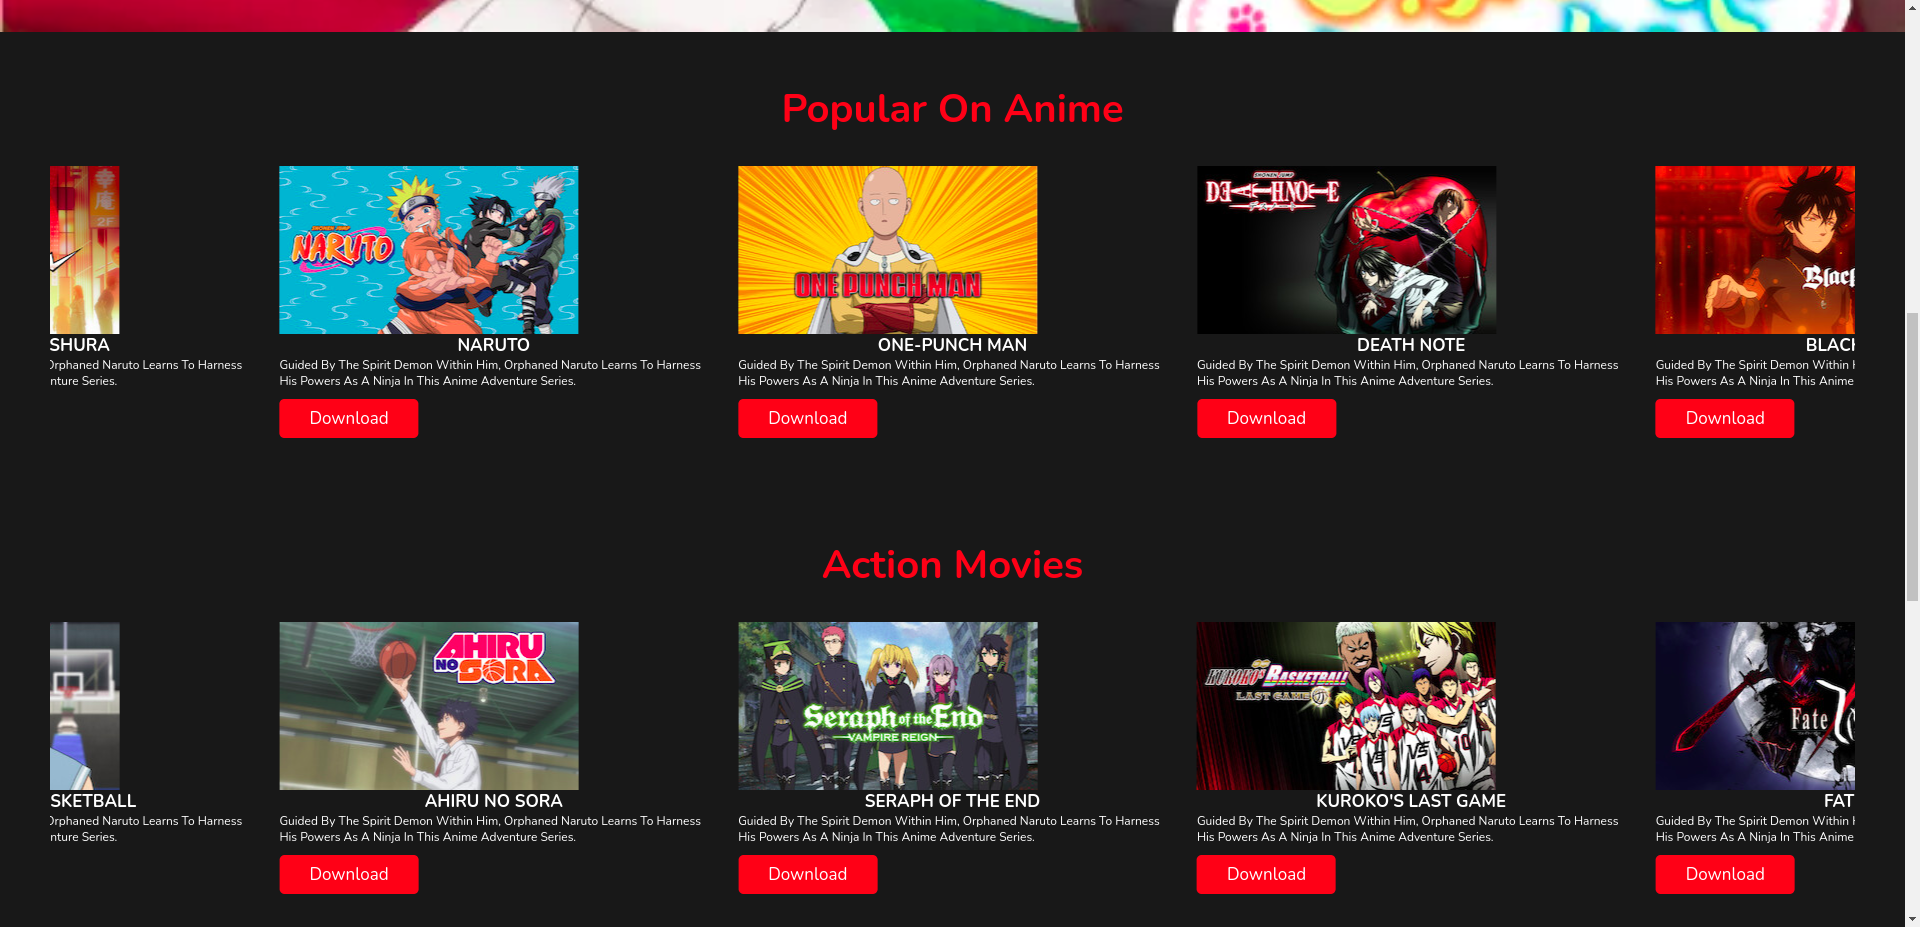 Popular On Anime
幸
庵
2F
SHURA
Orphaned Naruto Learns To Harness
nture Series.
SHONEN JUMP
NARUTO
NARUTO
Guided By The Spirit Demon Within Him, Orphaned Naruto Learns To Harness
His Powers As A Ninja In This Anime Adventure Series.
Download
ONE PUNCH MAN
ONE-PUNCH MAN
Guided By The Spirit Demon Within Him, Orphaned Naruto Learns To Harness
His Powers As A Ninja In This Anime Adventure Series.
Download
SHONEN JUMP
DEATH NOTE
DEATH NOTE
Guided By The Spirit Demon Within Him, Orphaned Naruto Learns To Harness
His Powers As A Ninja In This Anime Adventure Series.
Download
Black
BLACK
Guided By The Spirit Demon Within H
His Powers As A Ninja In This Anime
Download
Action Movies
SKETBALL
Orphaned Naruto Learns To Harness
nture Series.
AHIRU
NO SORA
AHIRU NO SORA
Guided By The Spirit Demon Within Him, Orphaned Naruto Learns To Harness
His Powers As A Ninja In This Anime Adventure Series.
Download
Seraph of the End
VAMPIRE REIGN
SERAPH OF THE END
Guided By The Spirit Demon Within Him, Orphaned Naruto Learns To Harness
His Powers As A Ninja In This Anime Adventure Series.
Download
KUROKO'S BASKETBALL
LAST GAME
KUROKO'S LAST GAME
Guided By The Spirit Demon Within Him, Orphaned Naruto Learns To Harness
His Powers As A Ninja In This Anime Adventure Series.
Download
Fate
FAT
Guided By The Spirit Demon Within H
His Powers As A Ninja In This Anime
Download